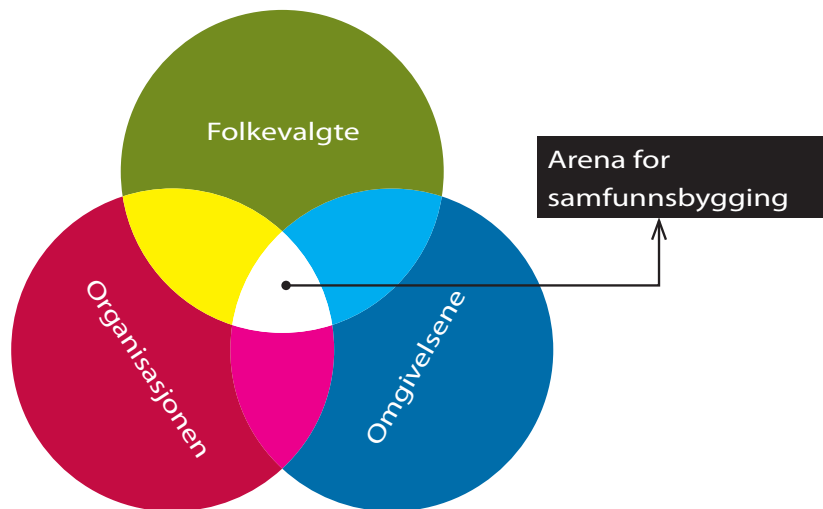 Folkevalgte
Arena for
samfunnsbygging
Organisasjonen
Omgivelsene